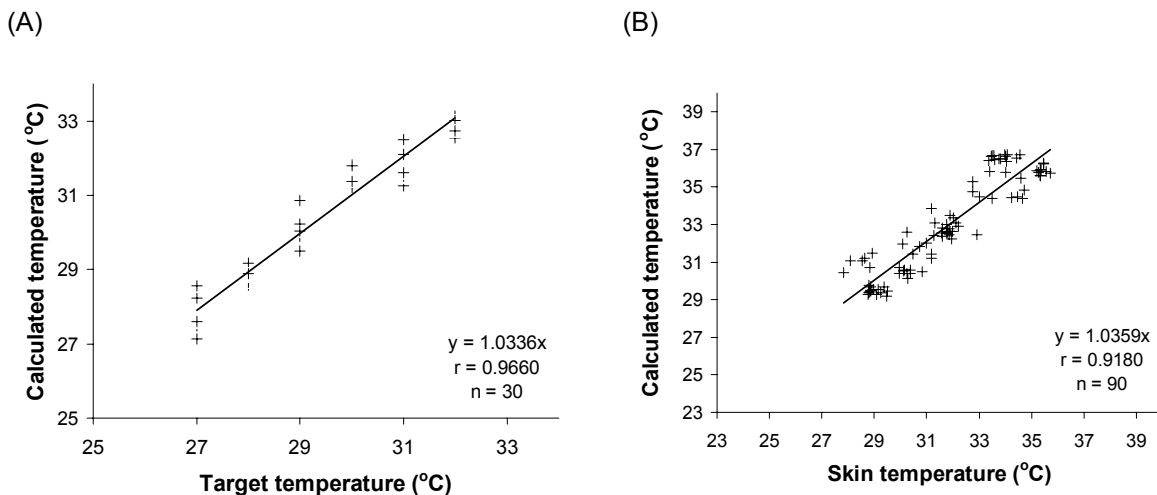 (A)
Calculated temperature (°C)
33
31
29
27
25
25 27 29 31 33
Target temperature (°C)
y = 1.0336x
r = 0.9660
n = 30
(B)
Calculated temperature (°C)
39
37
35
33
31
29
27
25
23
23 25 27 29 31 33 35 37 39
Skin temperature (°C)
y = 1.0359x
r = 0.9180
n = 90